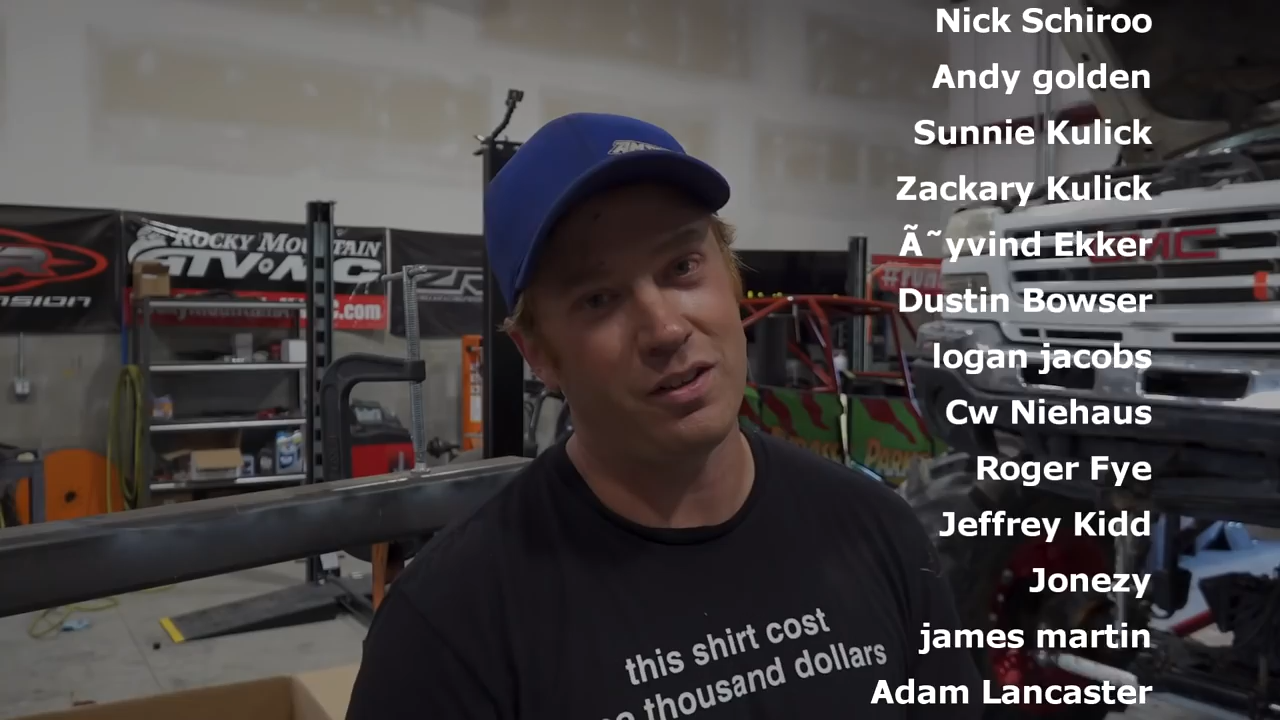 Nick Schiroo
Andy golden
Sunnie Kulick
Zackary Kulick
Ã˜yvind Ekker
Dustin Bowser
logan jacobs
Cw Niehaus
Roger Fye
Jeffrey Kidd
Jonezy
james martin
Adam Lancaster
ROCKY MOUNTAIN
ATV MC
GMC
this shirt cost
thousand dollars